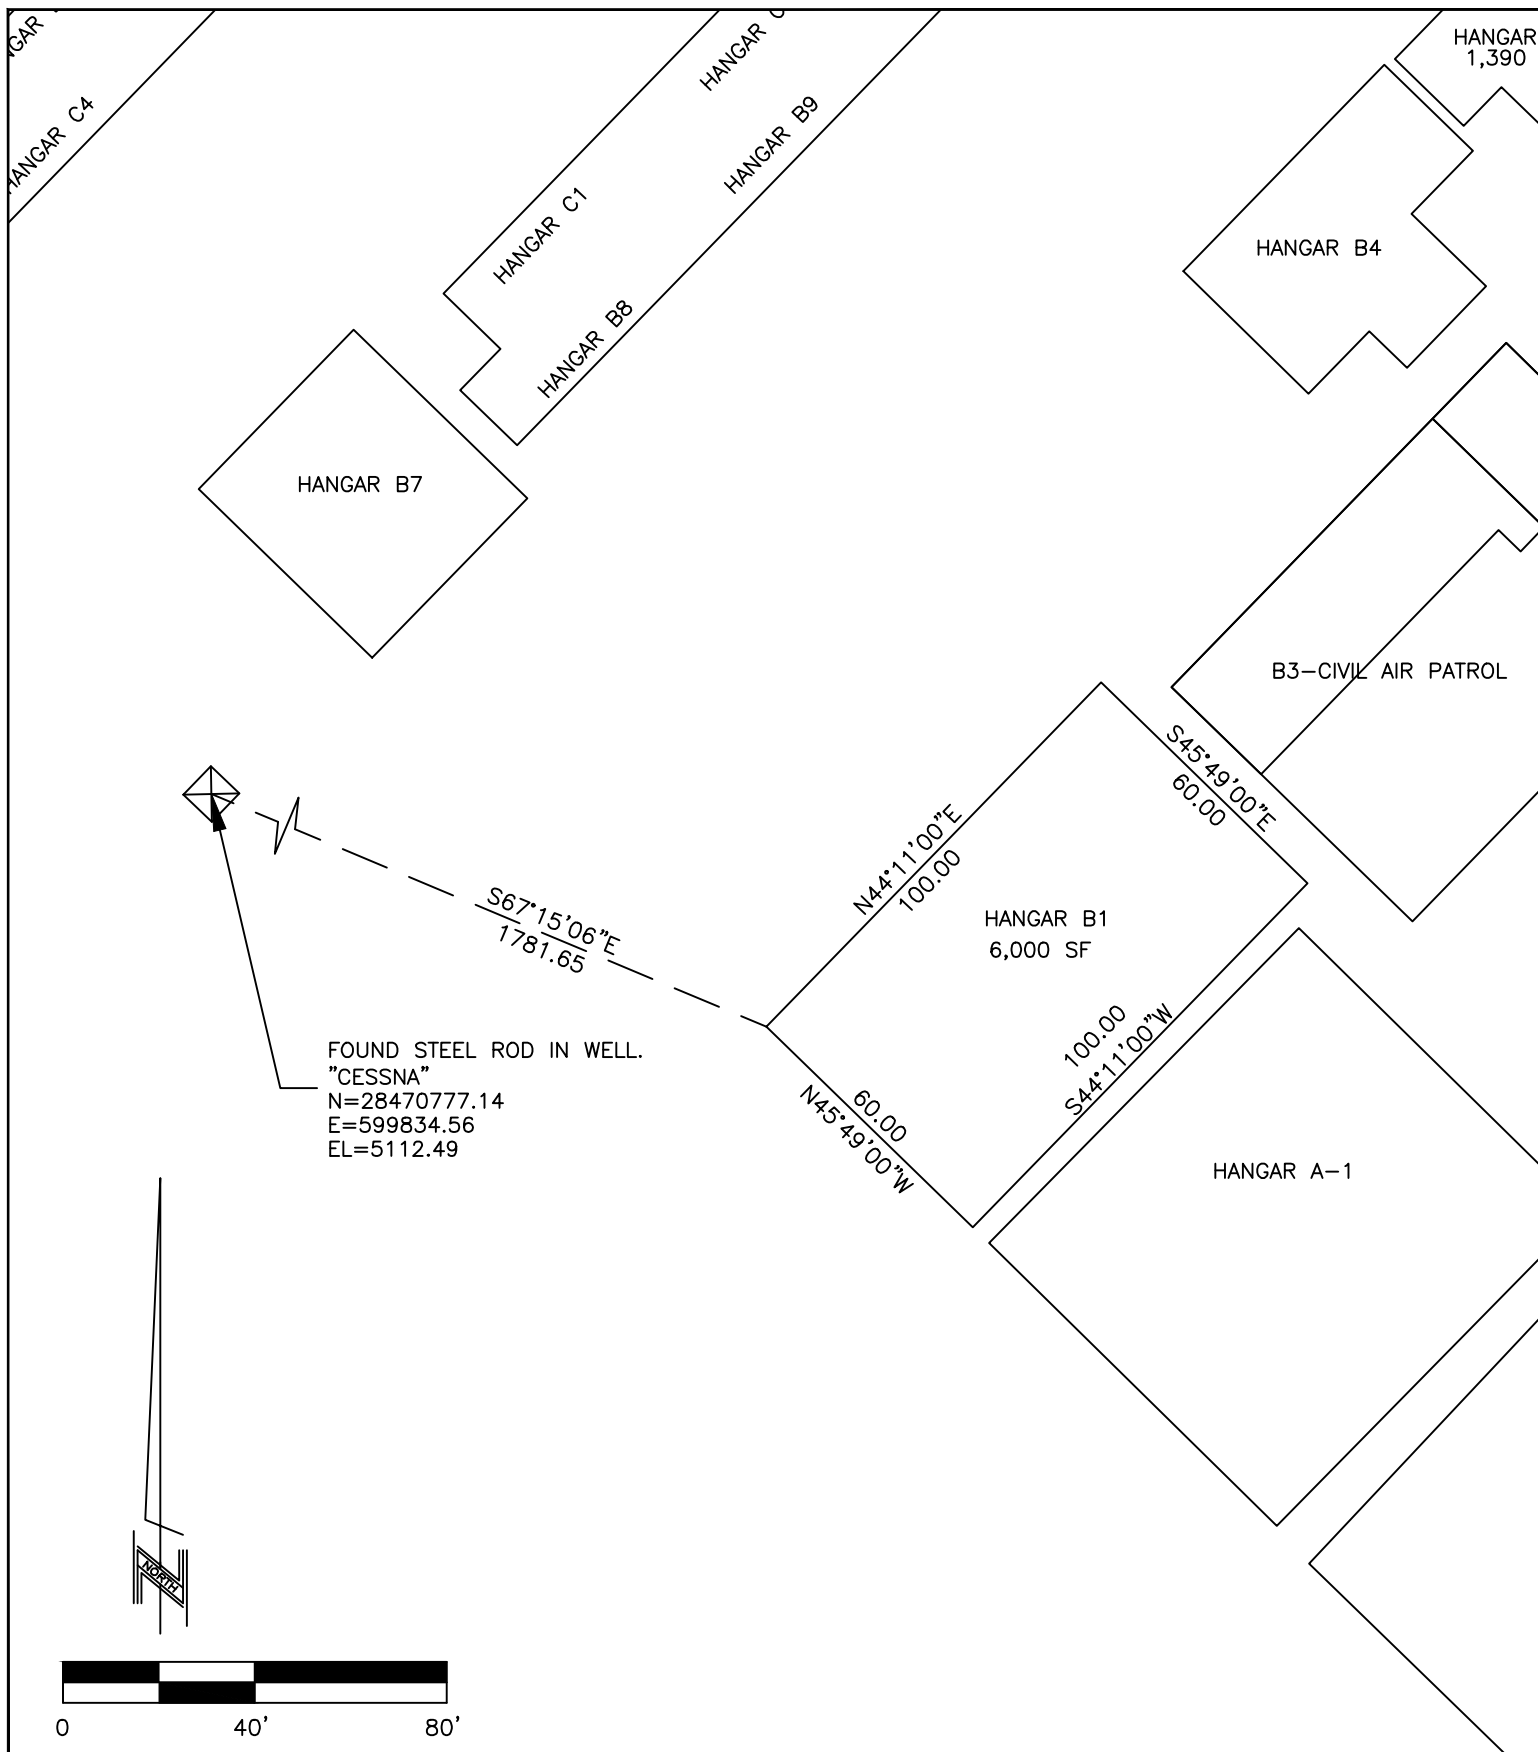 HANGAR
HANGAR C4
HANGAR
HANGAR B9
HANGAR C1
HANGAR B8
HANGAR
1,390
HANGAR B4
HANGAR B7
B3-CIVIL AIR PATROL
S45°49'00"E
60.00
N44°11'00"E
100.00
HANGAR B1
6,000 SF
S67°15'06"E
1781.65
100.00
S44°11'00"W
60.00
N45°49'00"W
FOUND STEEL ROD IN WELL.
"CESSNA"
N=28470777.14
E=599834.56
EL=5112.49
HANGAR A-1
NORTH
0 40' 80'